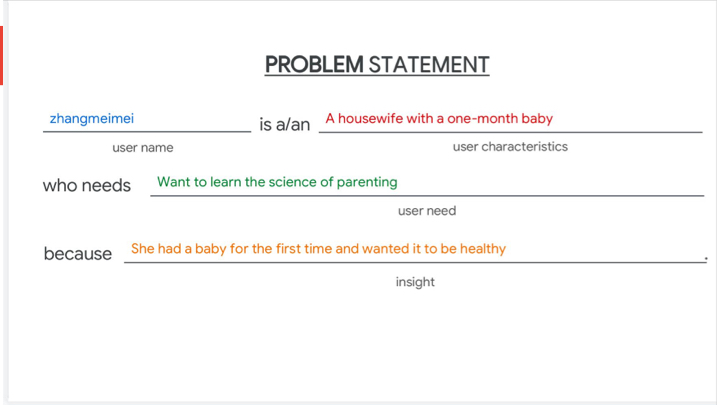 PROBLEM STATEMENT
zhangmeimei is a/an A housewife with a one-month baby
user name user characteristics
who needs Want to learn the science of parenting
user need
because She had a baby for the first time and wanted it to be healthy.
insight